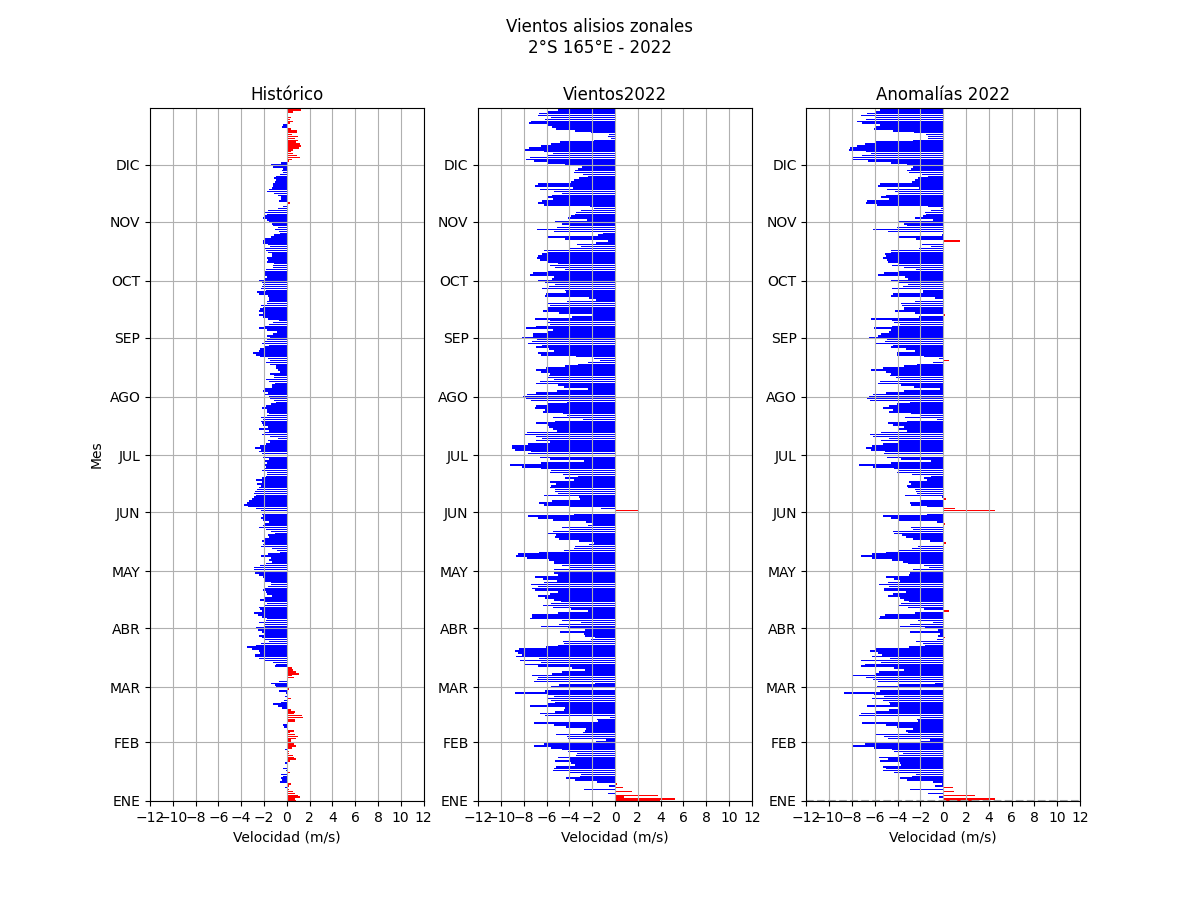 Vientos alisios zonales
2°S 165°E - 2022
Histórico
Vientos2022
Anomalías 2022
Mes
DIC
NOV
OCT
SEP
AGO
JUL
JUN
MAY
ABR
MAR
FEB
ENE
−12 −10 −8 −6 −4 −2 0 2 4 6 8 10 12
Velocidad (m/s)
DIC
NOV
OCT
SEP
AGO
JUL
JUN
MAY
ABR
MAR
FEB
ENE
−12 −10 −8 −6 −4 −2 0 2 4 6 8 10 12
Velocidad (m/s)
DIC
NOV
OCT
SEP
AGO
JUL
JUN
MAY
ABR
MAR
FEB
ENE
−12 −10 −8 −6 −4 −2 0 2 4 6 8 10 12
Velocidad (m/s)